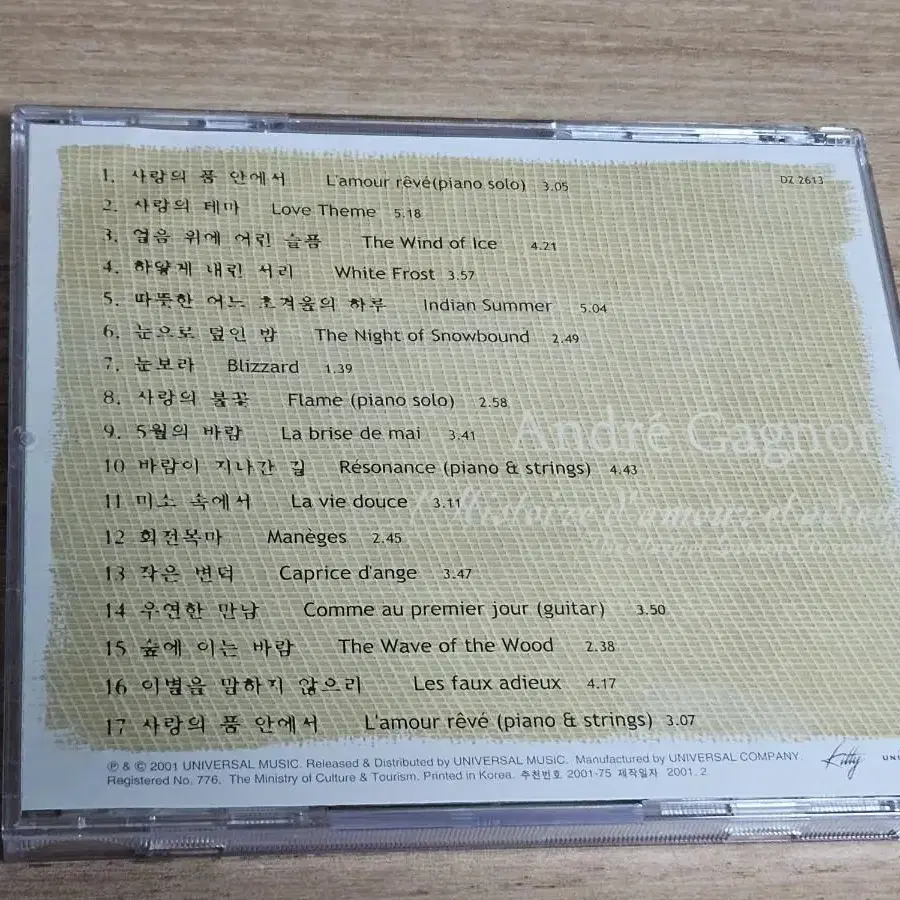 1. 사랑의 품 안에서 L'amour rêvé(piano solo) 3.05
DZ 2613
2. 사랑의 테마 Love Theme 5.18
3. 얼음 위에 어린 슬픔 The Wind of Ice 4.21
4. 하얗게 내린 서리 White Frost 3.57
5. 따뜻한 어느 초겨울의 하루 Indian Summer 5.04
6. 눈으로 덮인 밤 The Night of Snowbound 2.49
7. 눈보라 Blizzard 1.39
8. 사랑의 불꽃 Flame (piano solo) 2.58
9. 5월의 바람 La brise de mai 3.41
André Gagnon
10 바람이 지나간 길 Résonance (piano & strings) 4.43
11 미소 속에서 La vie douce 3.11
12 회전목마 Manèges 2.45
13 작은 변덕 Caprice d'ange 3.47
14 우연한 만남 Comme au premier jour (guitar) 3.50
15 숲에 이는 바람 The Wave of the Wood 2.38
16 이별을 말하지 않으리 Les faux adieux 4.17
17 사랑의 품 안에서 L'amour rêvé (piano & strings) 3.07
℗ & © 2001 UNIVERSAL MUSIC. Released & Distributed by UNIVERSAL MUSIC. Manufactured by UNIVERSAL COMPANY.
Registered No. 776. The Ministry of Culture & Tourism. Printed in Korea. 추천번호 2001-75 제작일자 2001. 2
Kitty